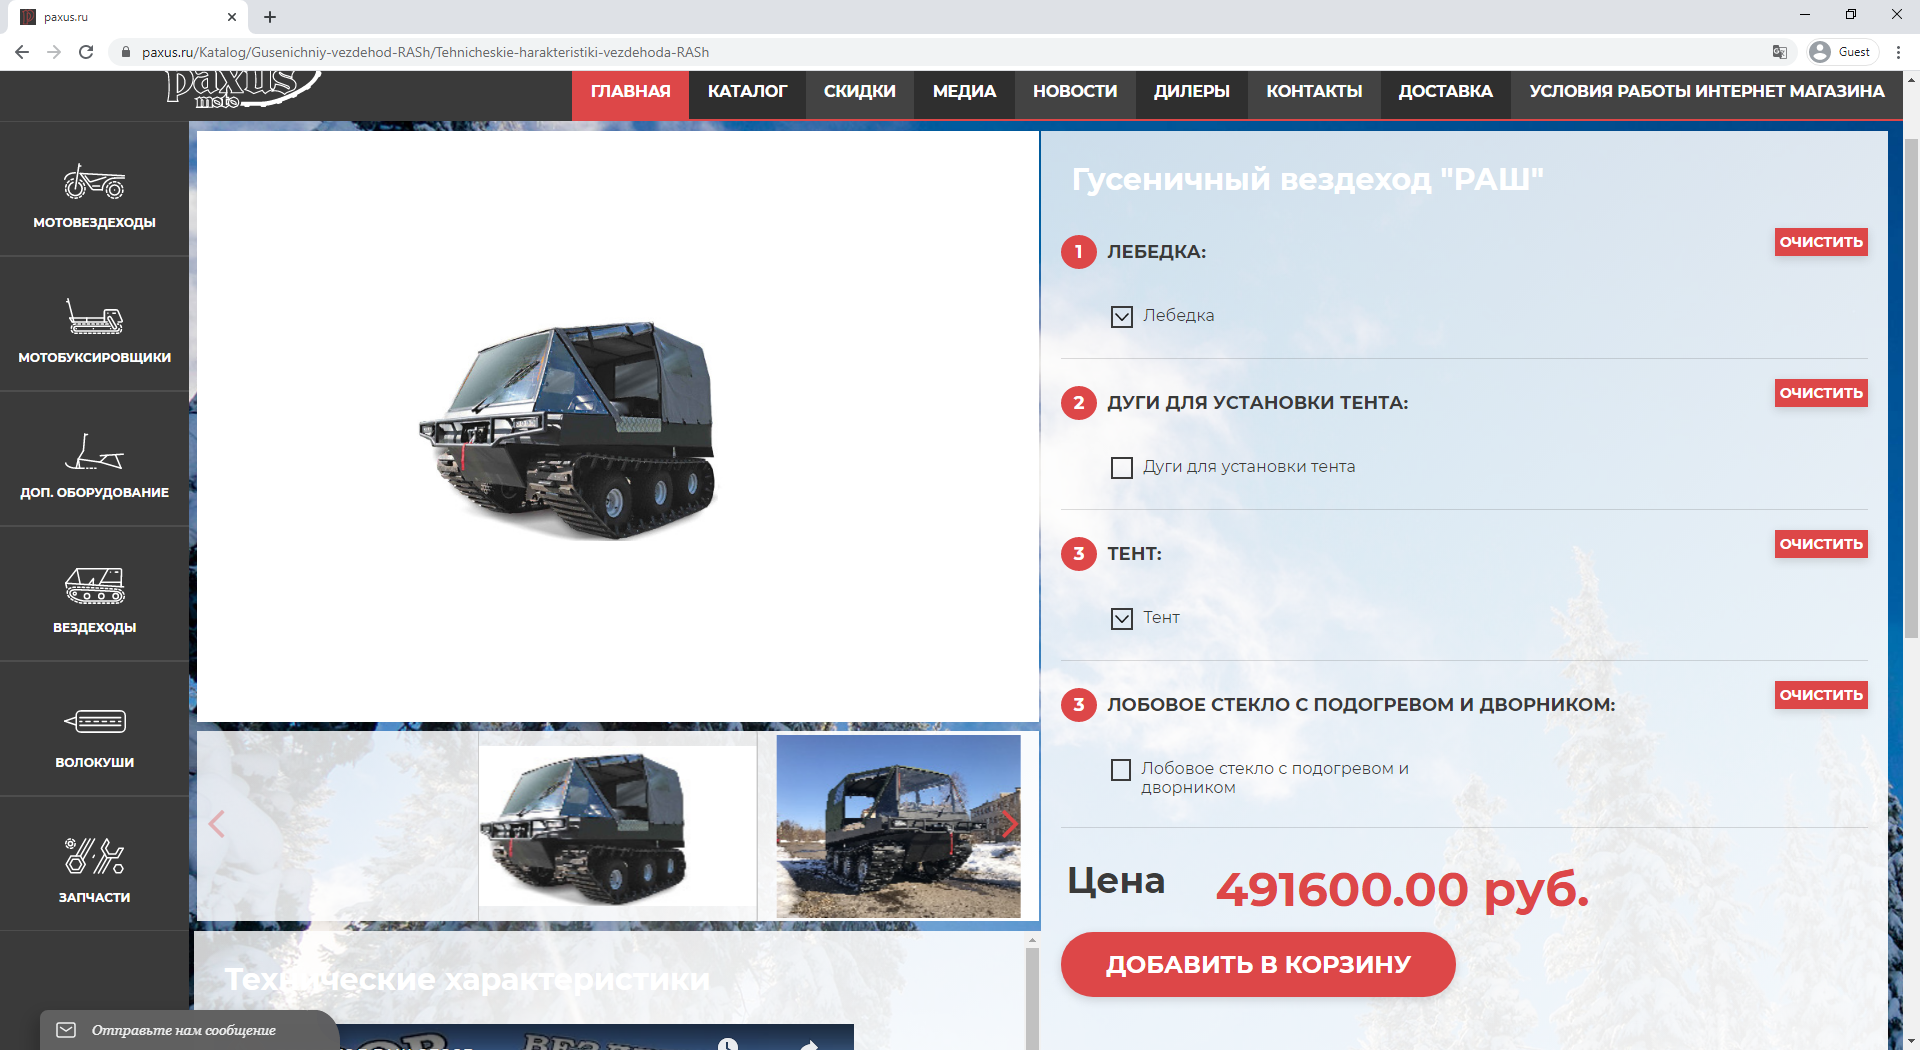 paxus.ru
paxus.ru/Katalog/Gusenichniy-vezdehod-RASh/Tehnicheskie-harakteristiki-vezdehoda-RASh
Guest
paxus
moto
ГЛАВНАЯ
КАТАЛОГ
СКИДКИ
МЕДИА
НОВОСТИ
ДИЛЕРЫ
КОНТАКТЫ
ДОСТАВКА
УСЛОВИЯ РАБОТЫ ИНТЕРНЕТ МАГАЗИНА
МОТОВЕЗДЕХОДЫ
МОТОБУКСИРОВЩИКИ
ДОП. ОБОРУДОВАНИЕ
ВЕЗДЕХОДЫ
ВОЛОКУШИ
ЗАПЧАСТИ
Гусеничный вездеход "РАШ"
1 ЛЕБЕДКА:
ОЧИСТИТЬ
Лебедка
2 ДУГИ ДЛЯ УСТАНОВКИ ТЕНТА:
ОЧИСТИТЬ
Дуги для установки тента
3 ТЕНТ:
ОЧИСТИТЬ
Тент
3 ЛОБОВОЕ СТЕКЛО С ПОДОГРЕВОМ И ДВОРНИКОМ:
ОЧИСТИТЬ
Лобовое стекло с подогревом и
дворником
Цена 491600.00 руб.
ДОБАВИТЬ В КОРЗИНУ
Технические характеристики
Отправьте нам сообщение